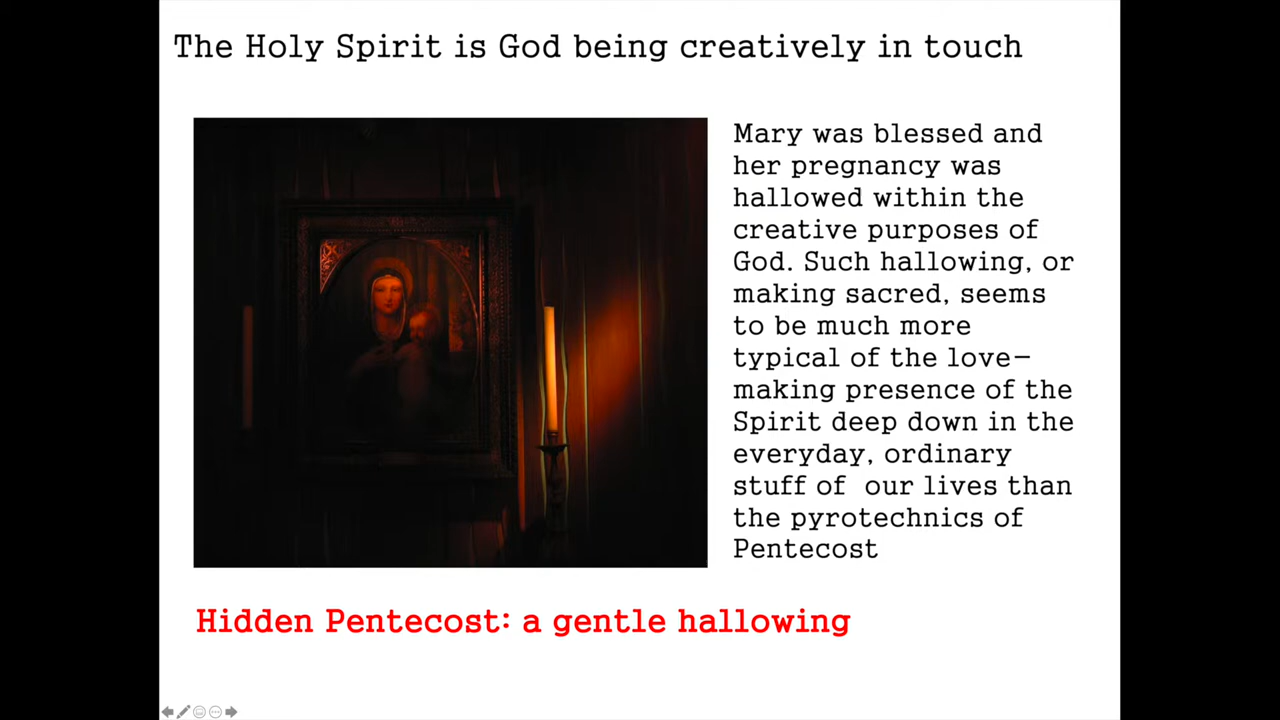 The Holy Spirit is God being creatively in touch
Mary was blessed and
her pregnancy was
hallowed within the
creative purposes of
God. Such hallowing, or
making sacred, seems
to be much more
typical of the love-
making presence of the
Spirit deep down in the
everyday, ordinary
stuff of  our lives than
the pyrotechnics of
Pentecost
Hidden Pentecost: a gentle hallowing